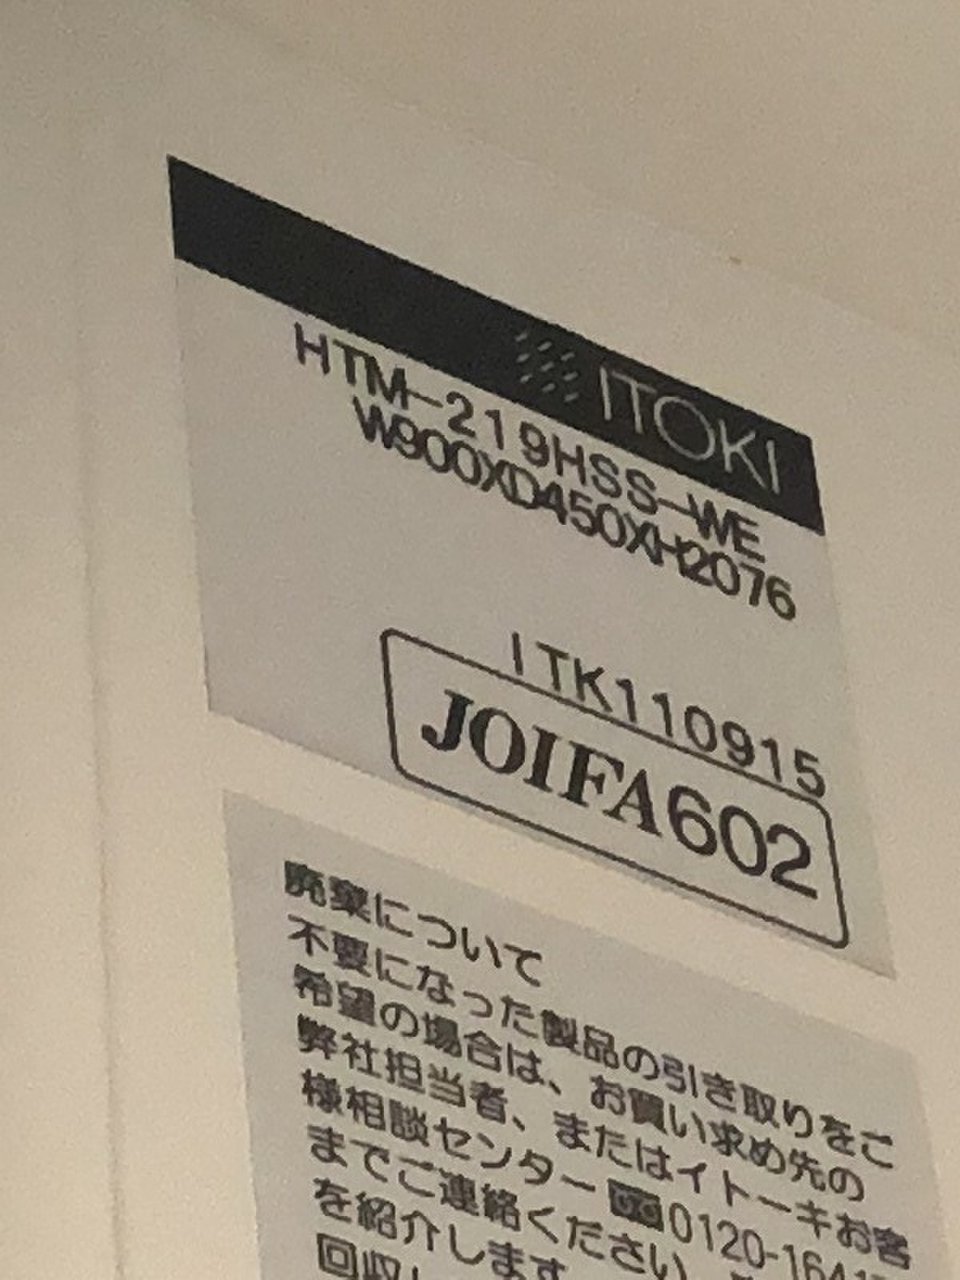 ITOKI
HTM-219HSS-WE
W900XD450XH2076
ITK110915
JOIFA602
廃棄について
不要になった製品の引き取りをご
希望の場合は、お買い求め先の
弊社担当者、またはイトーキお客
様相談センター 0120-164
までご連絡ください
を紹介します
回収